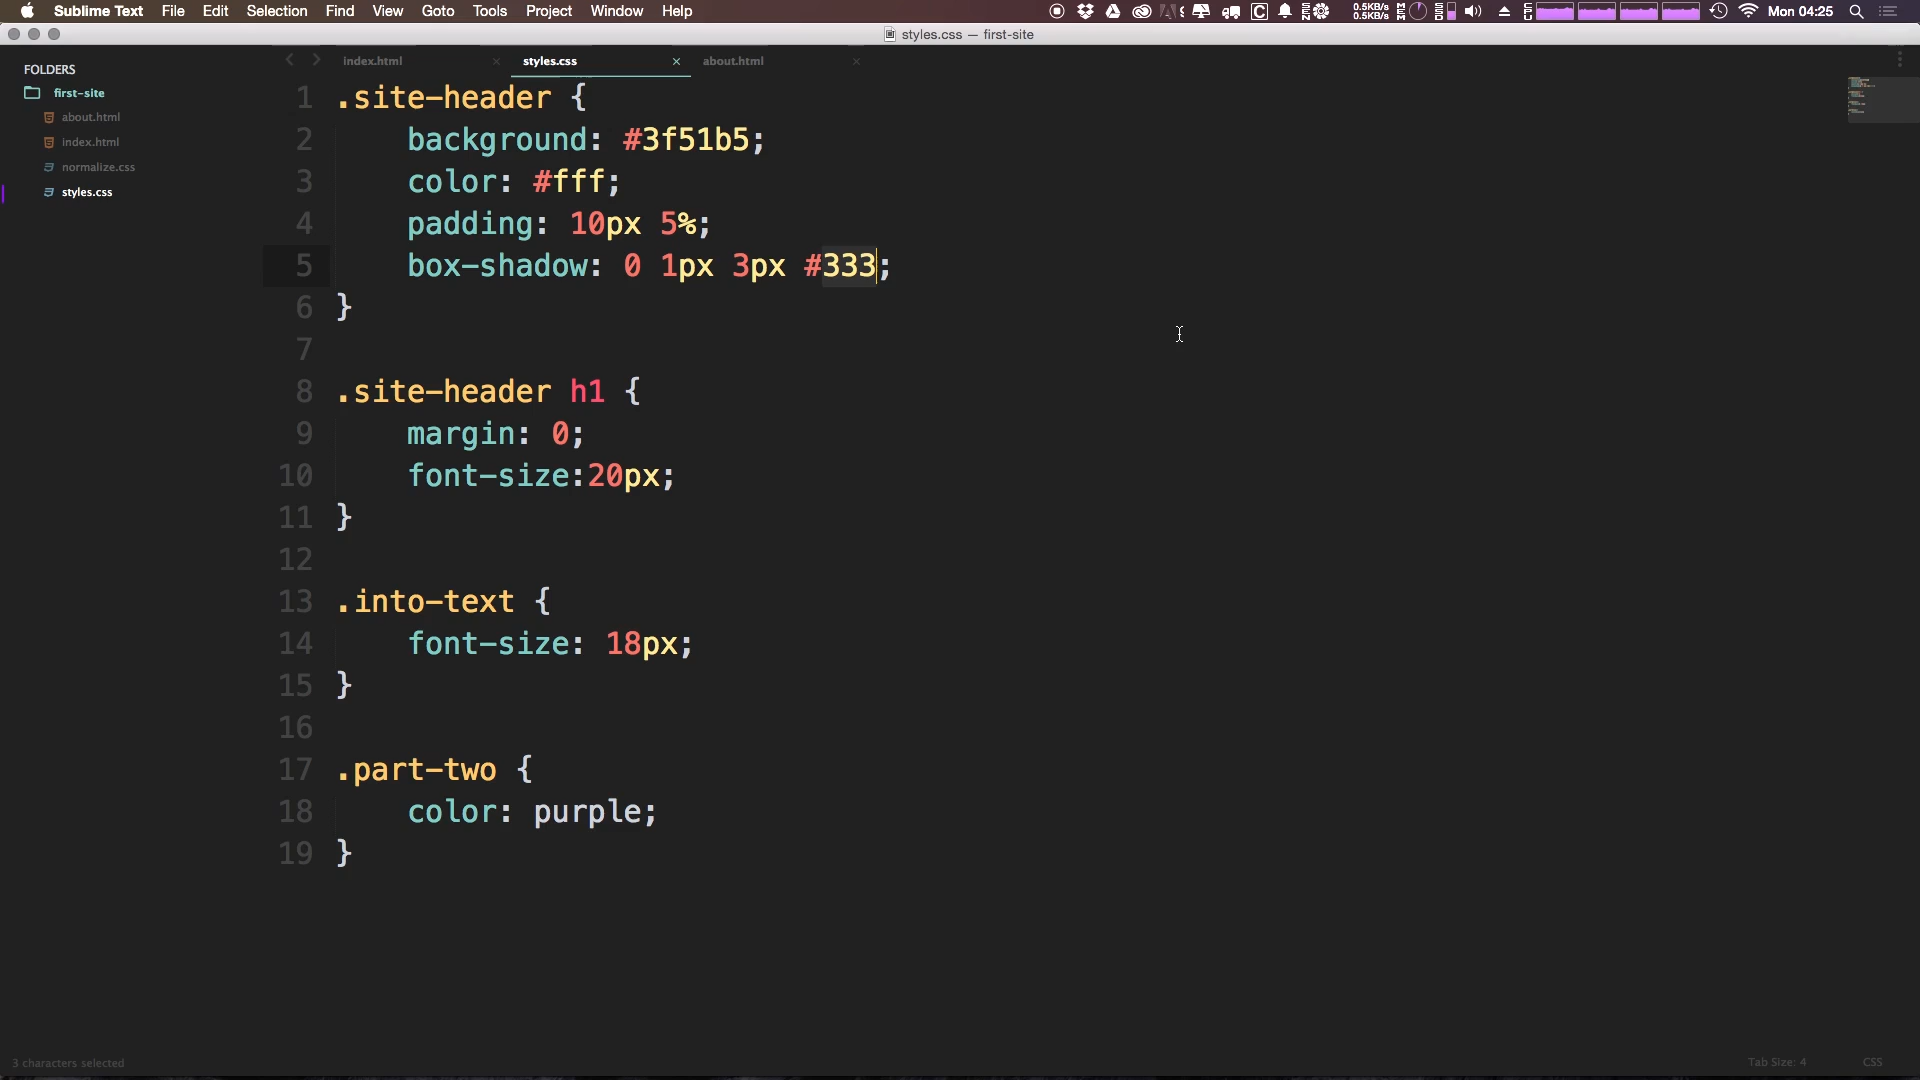 Sublime Text File Edit Selection Find View Goto Tools Project Window Help 0.5KB/s 0.5KB/s Mon 04:25
styles.css — first-site
FOLDERS
first-site
about.html
index.html
normalize.css
styles.css
index.html × styles.css × about.html ×
1 .site-header {
2 background: #3f51b5;
3 color: #fff;
4 padding: 10px 5%;
5 box-shadow: 0 1px 3px #333;
6 }
7
8 .site-header h1 {
9 margin: 0;
10 font-size:20px;
11 }
12
13 .into-text {
14 font-size: 18px;
15 }
16
17 .part-two {
18 color: purple;
19 }
3 characters selected Tab Size: 4 CSS